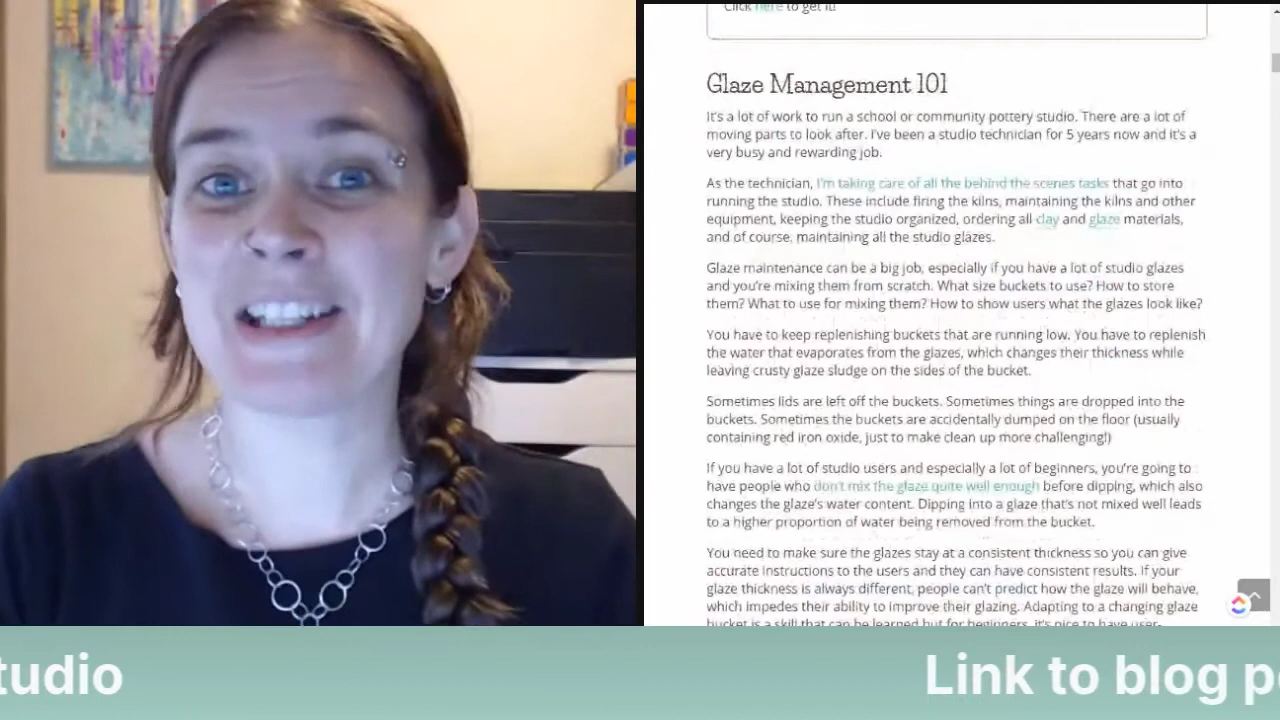 Click here to get it!
Glaze Management 101
It's a lot of work to run a school or community pottery studio. There are a lot of
moving parts to look after. I've been a studio technician for 5 years now and it's a
very busy and rewarding job.
As the technician, I'm taking care of all the behind the scenes tasks that go into
running the studio. These include firing the kilns, maintaining the kilns and other
equipment, keeping the studio organized, ordering all clay and glaze materials,
and of course, maintaining all the studio glazes.
Glaze maintenance can be a big job, especially if you have a lot of studio glazes
and you're mixing them from scratch. What size buckets to use? How to store
them? What to use for mixing them? How to show users what the glazes look like?
You have to keep replenishing buckets that are running low. You have to replenish
the water that evaporates from the glazes, which changes their thickness while
leaving crusty glaze sludge on the sides of the bucket.
Sometimes lids are left off the buckets. Sometimes things are dropped into the
buckets. Sometimes the buckets are accidentally dumped on the floor (usually
containing red iron oxide, just to make clean up more challenging!)
If you have a lot of studio users and especially a lot of beginners, you're going to
have people who don't mix the glaze quite well enough before dipping, which also
changes the glaze's water content. Dipping into a glaze that's not mixed well leads
to a higher proportion of water being removed from the bucket.
You need to make sure the glazes stay at a consistent thickness so you can give
accurate instructions to the users and they can have consistent results. If your
glaze thickness is always different, people can't predict how the glaze will behave,
which impedes their ability to improve their glazing. Adapting to a changing glaze
bucket is a skill that can be learned but for beginners, it's nice to have user-
tudio
Link to blog p